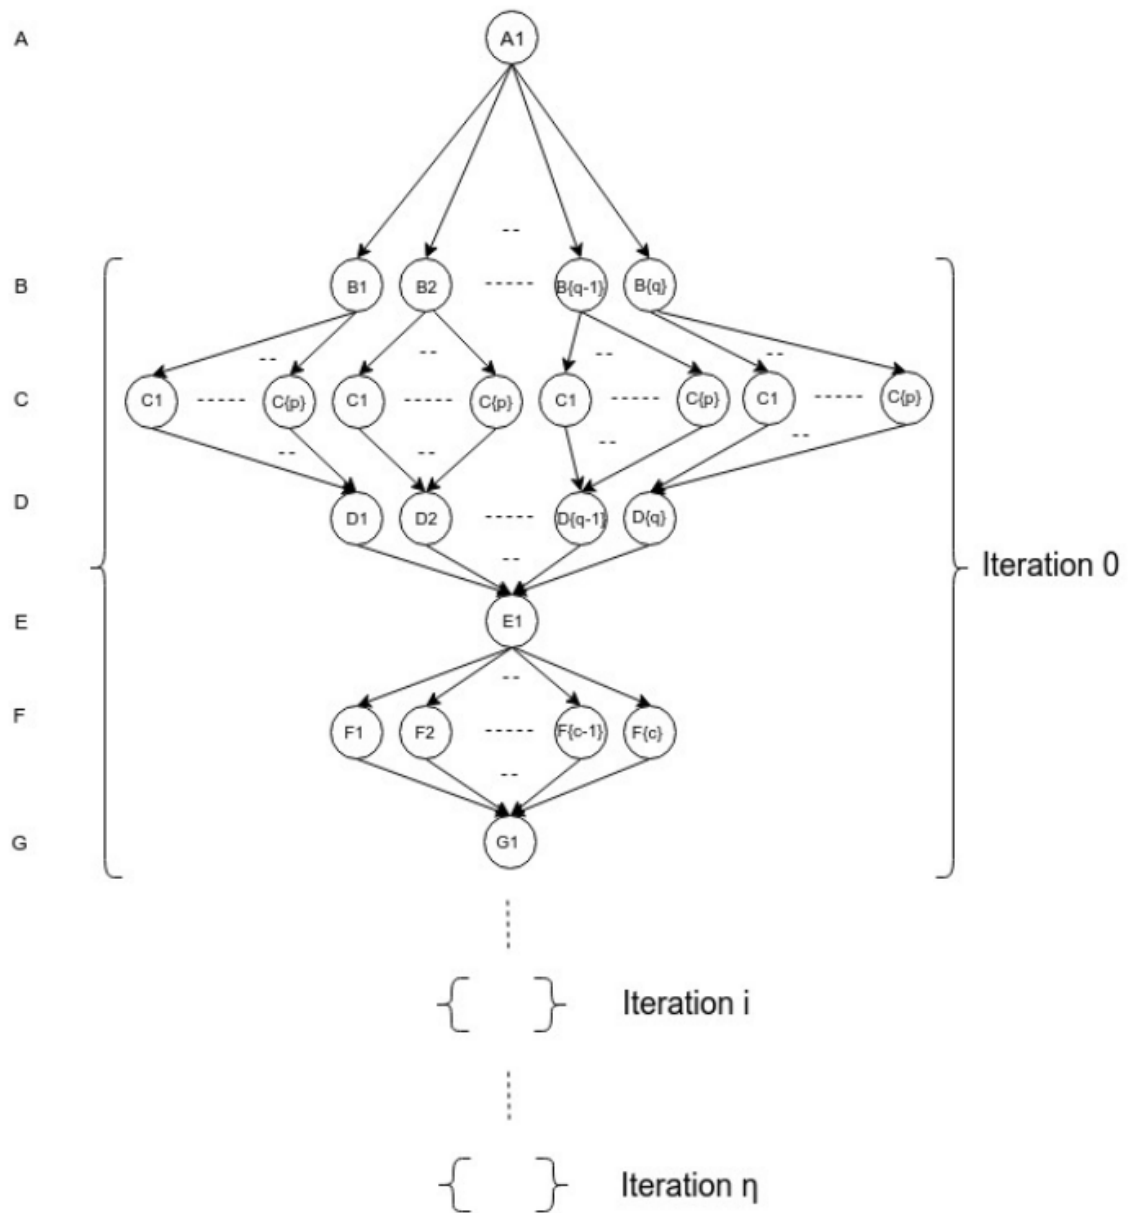 A A1
B B1 B2 ----- B{q-1} B{q}
C C1 ----- C{p} C1 ----- C{p} C1 ----- C{p} C1 ----- C{p}
D D1 D2 ----- D{q-1} D{q}
Iteration 0
E E1
F F1 F2 ----- F{c-1} F{c}
G G1
{ } Iteration i
{ } Iteration η